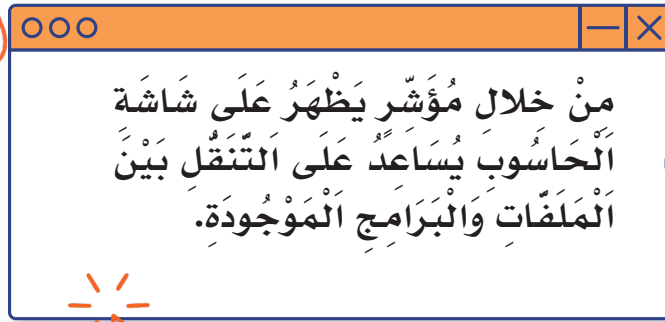 مِنْ خلالِ مُؤَشّرٍ يَظْهَرُ عَلَى شَاشَةِ
اَلْحَاسُوبِ يُسَاعِدُ عَلَى اَلتَّنَقُّلِ بَيْنَ
اَلْمَلَفّاتِ وَالْبَرَامِجِ اَلْمَوْجُودَةِ.